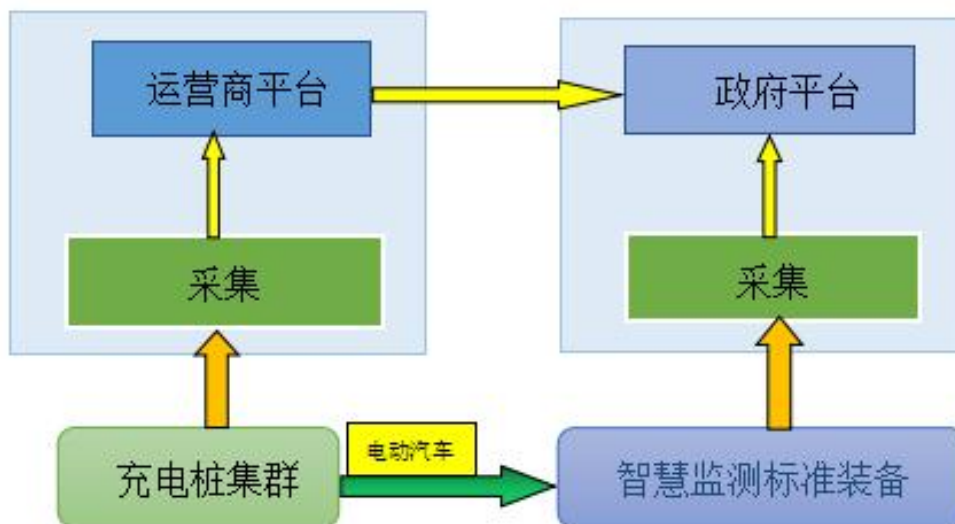 运营商平台
政府平台
采集
采集
电动汽车
充电桩集群
智慧监测标准装备